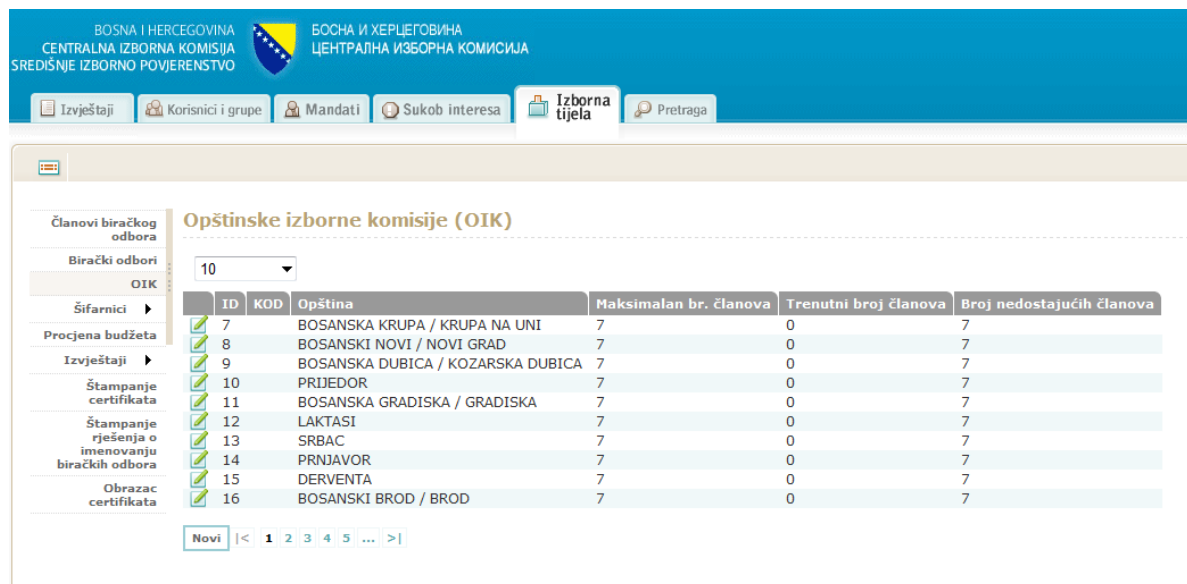 BOSNA I HERCEGOVINA
CENTRALNA IZBORNA KOMISIJA
SREDIŠNJE IZBORNO POVJERENSTVO
БОСНА И ХЕРЦЕГОВИНА
ЦЕНТРАЛНА ИЗБОРНА КОМИСИЈА
Izvještaji
Korisnici i grupe
Mandati
Sukob interesa
Izborna
tijela
Pretraga
Članovi biračkog
odbora
Birački odbori
OIK
Šifarnici
Procjena budžeta
Izvještaji
Štampanje
certifikata
Štampanje
rješenja o
imenovanju
biračkih odbora
Obrazac
certifikata
Opštinske izborne komisije (OIK)
10
ID KOD Opština Maksimalan br. članova Trenutni broj članova Broj nedostajućih članova
7 BOSANSKA KRUPA / KRUPA NA UNI 7 0 7
8 BOSANSKI NOVI / NOVI GRAD 7 0 7
9 BOSANSKA DUBICA / KOZARSKA DUBICA 7 0 7
10 PRIJEDOR 7 0 7
11 BOSANSKA GRADISKA / GRADISKA 7 0 7
12 LAKTASI 7 0 7
13 SRBAC 7 0 7
14 PRNJAVOR 7 0 7
15 DERVENTA 7 0 7
16 BOSANSKI BROD / BROD 7 0 7
Novi |< 1 2 3 4 5 ... >|